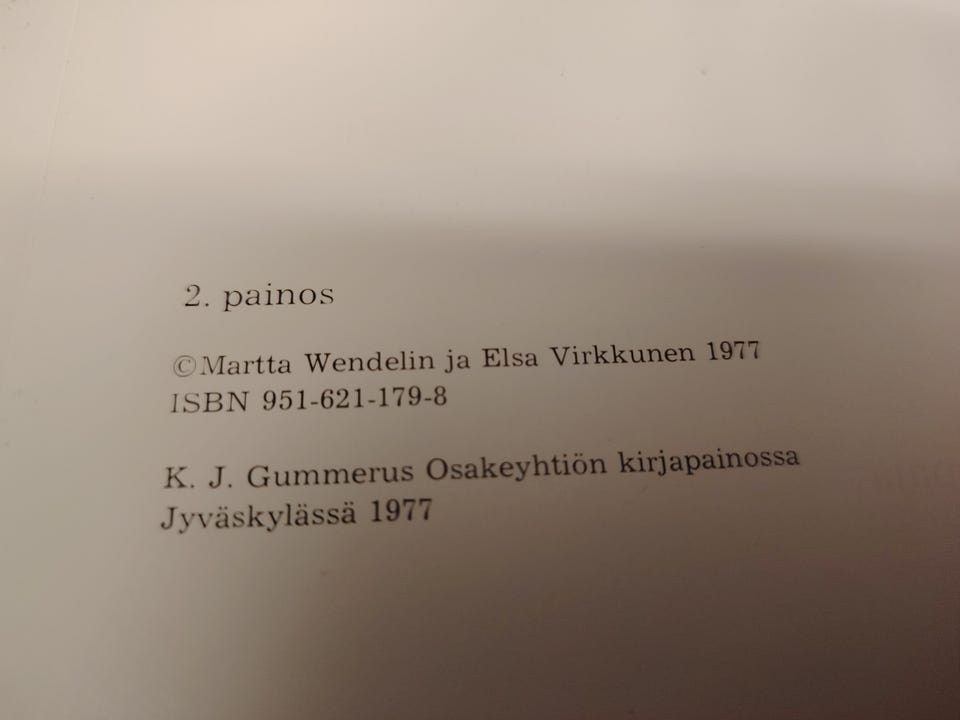 2. painos
©Martta Wendelin ja Elsa Virkkunen 1977
ISBN 951-621-179-8
K. J. Gummerus Osakeyhtiön kirjapainossa
Jyväskylässä 1977